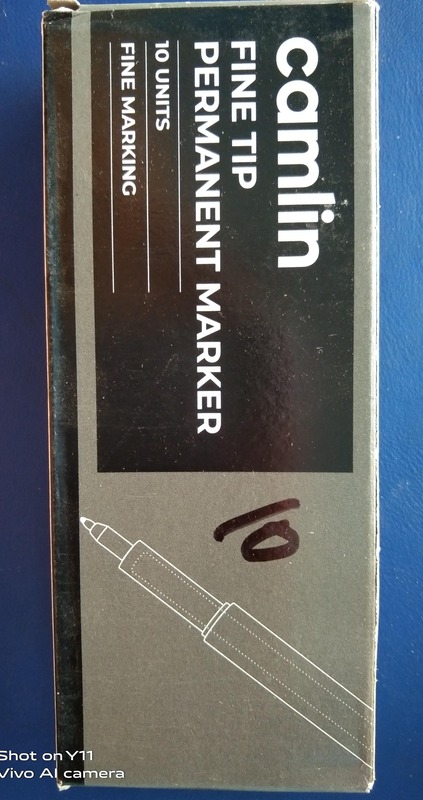 camlin
FINE TIP
PERMANENT MARKER
10 UNITS
FINE MARKING
10
Shot on Y11
Vivo AI camera